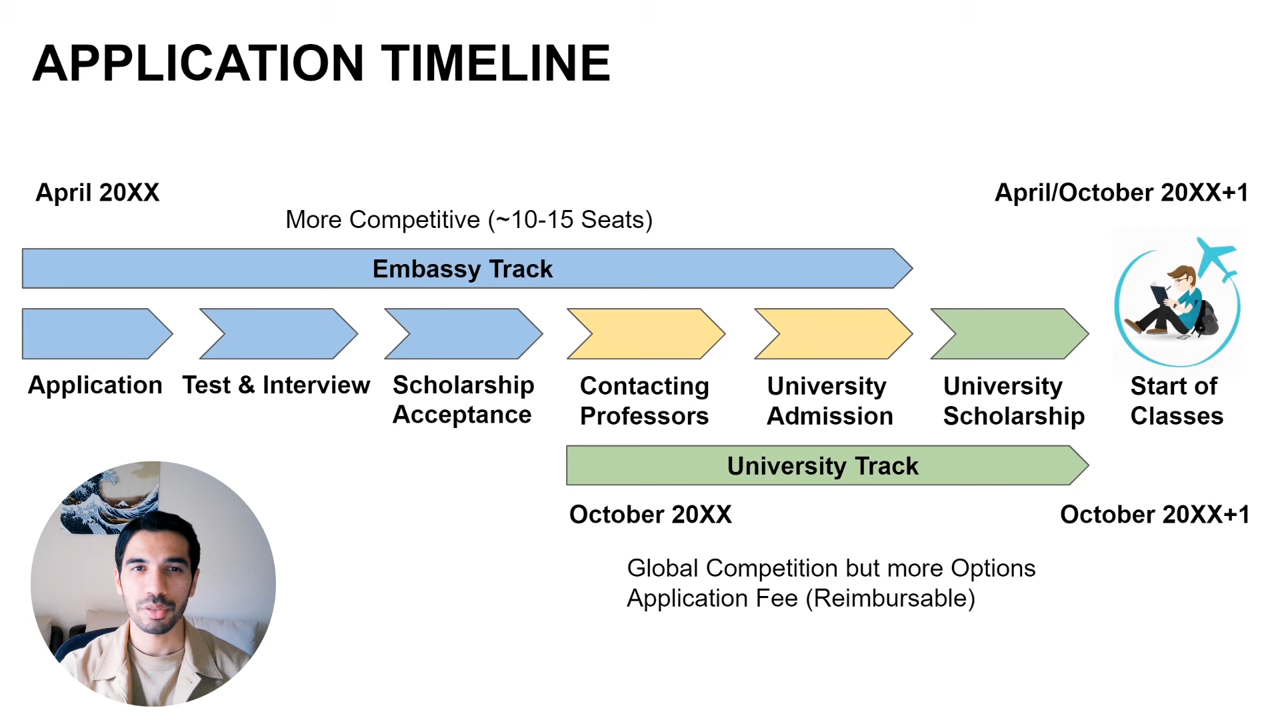 APPLICATION TIMELINE
April 20XX
April/October 20XX+1
More Competitive (~10-15 Seats)
Embassy Track
Application
Test & Interview
Scholarship
Acceptance
Contacting
Professors
University
Admission
University
Scholarship
Start of
Classes
University Track
October 20XX
October 20XX+1
Global Competition but more Options
Application Fee (Reimbursable)